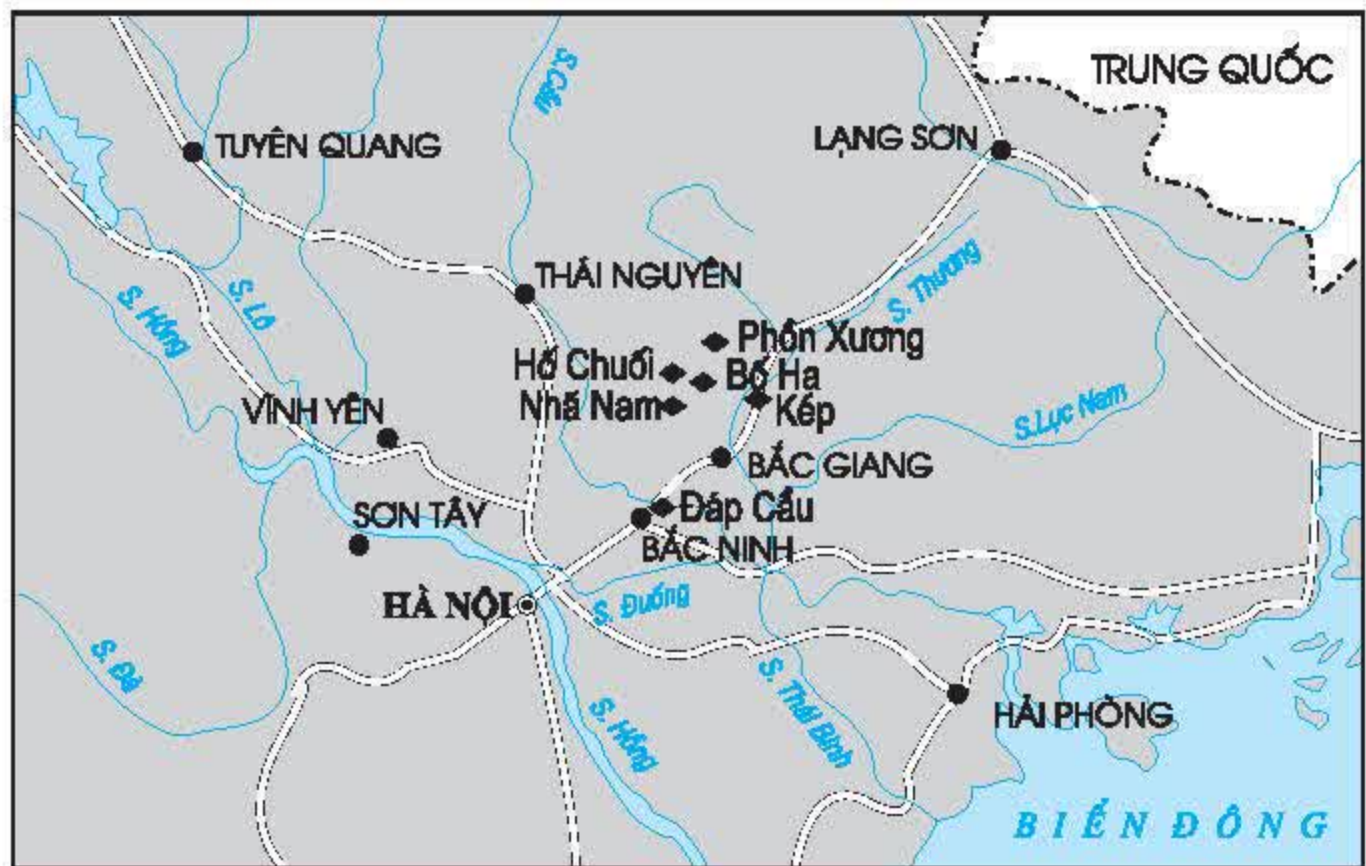 S. Cầu
TRUNG QUỐC
TUYÊN QUANG
LẠNG SƠN
THÁI NGUYÊN
S. Thương
S. Hồng
S. Lô
Phồn Xương
Hố Chuối
Bố Hạ
Nhã Nam
Kép
VĨNH YÊN
S.Lục Nam
BẮC GIANG
SƠN TÂY
Đáp Cầu
BẮC NINH
HÀ NỘI
S. Đuống
S. Đà
S. Hồng
S. Thái Bình
HẢI PHÒNG
BIỂN ĐÔNG